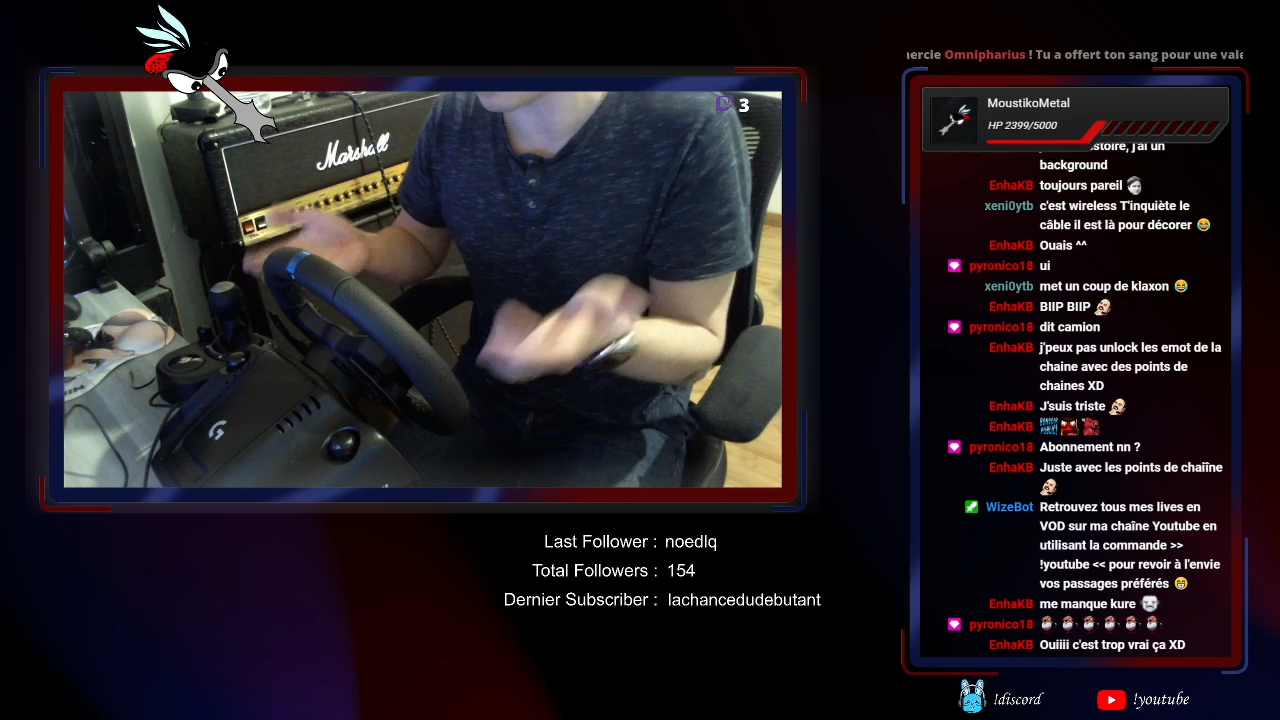 ercie Omnipharius ! Tu a offert ton sang pour une vale
MoustikoMetal
HP 2399/5000
Marshall
3
stoire, j'ai un
background
EnhaKB toujours pareil
xeni0ytb c'est wireless T'inquiète le
câble il est là pour décorer
EnhaKB Ouais ^^
pyronico18 ui
xeni0ytb met un coup de klaxon
EnhaKB BIIP BIIP
pyronico18 dit camion
EnhaKB j'peux pas unlock les emot de la
chaine avec des points de
chaines XD
EnhaKB J'suis triste
EnhaKB
pyronico18 Abonnement nn ?
EnhaKB Juste avec les points de chaiîne
WizeBot Retrouvez tous mes lives en
VOD sur ma chaîne Youtube en
utilisant la commande >>
!youtube << pour revoir à l'envie
vos passages préférés
EnhaKB me manque kure
pyronico18
EnhaKB Ouiiii c'est trop vrai ça XD
Last Follower : noedlq
Total Followers : 154
Dernier Subscriber : lachancedudebutant
!discord
!youtube